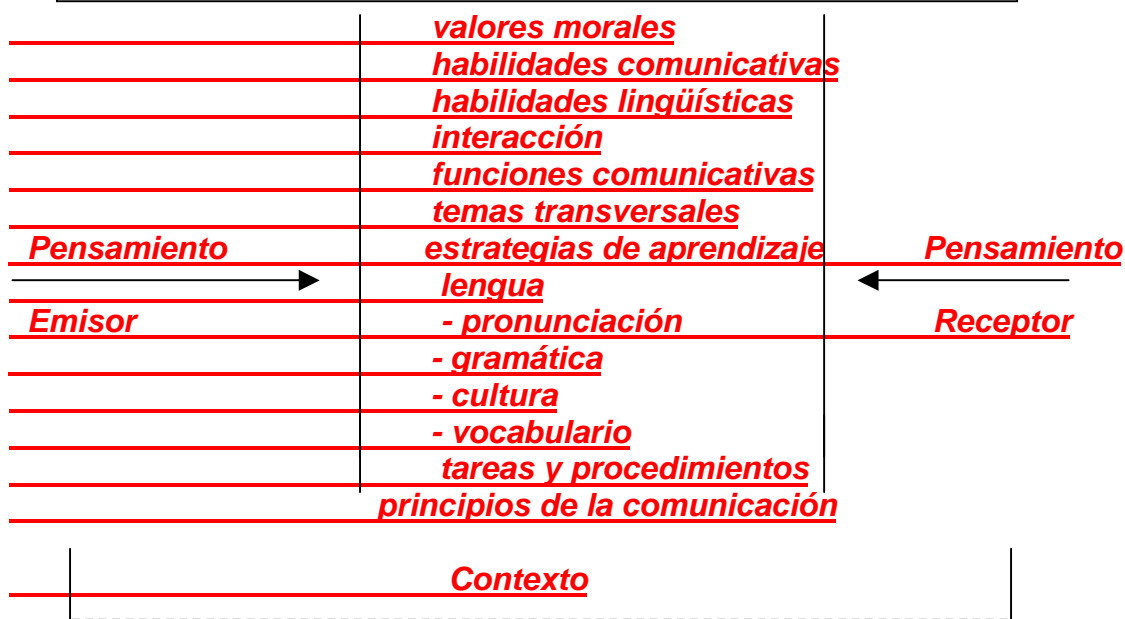 valores morales
habilidades comunicativas
habilidades lingüísticas
interacción
funciones comunicativas
temas transversales
Pensamiento estrategias de aprendizaje Pensamiento
lengua
Emisor - pronunciación Receptor
- gramática
- cultura
- vocabulario
tareas y procedimientos
principios de la comunicación
Contexto